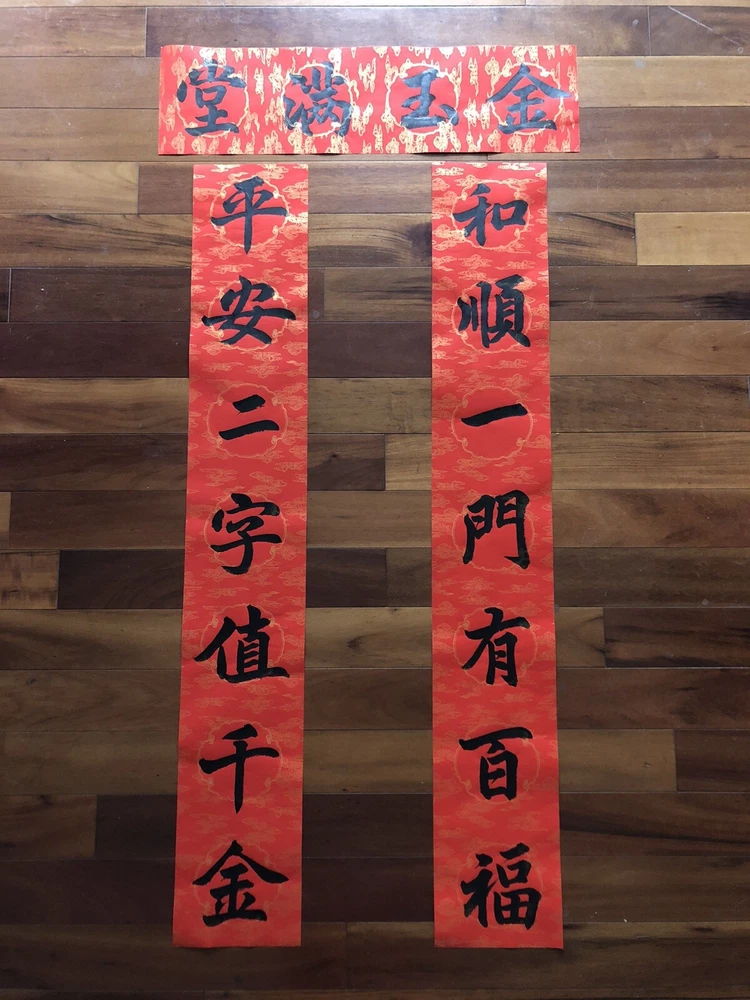 金玉滿堂
和順一門有百福
平安二字值千金